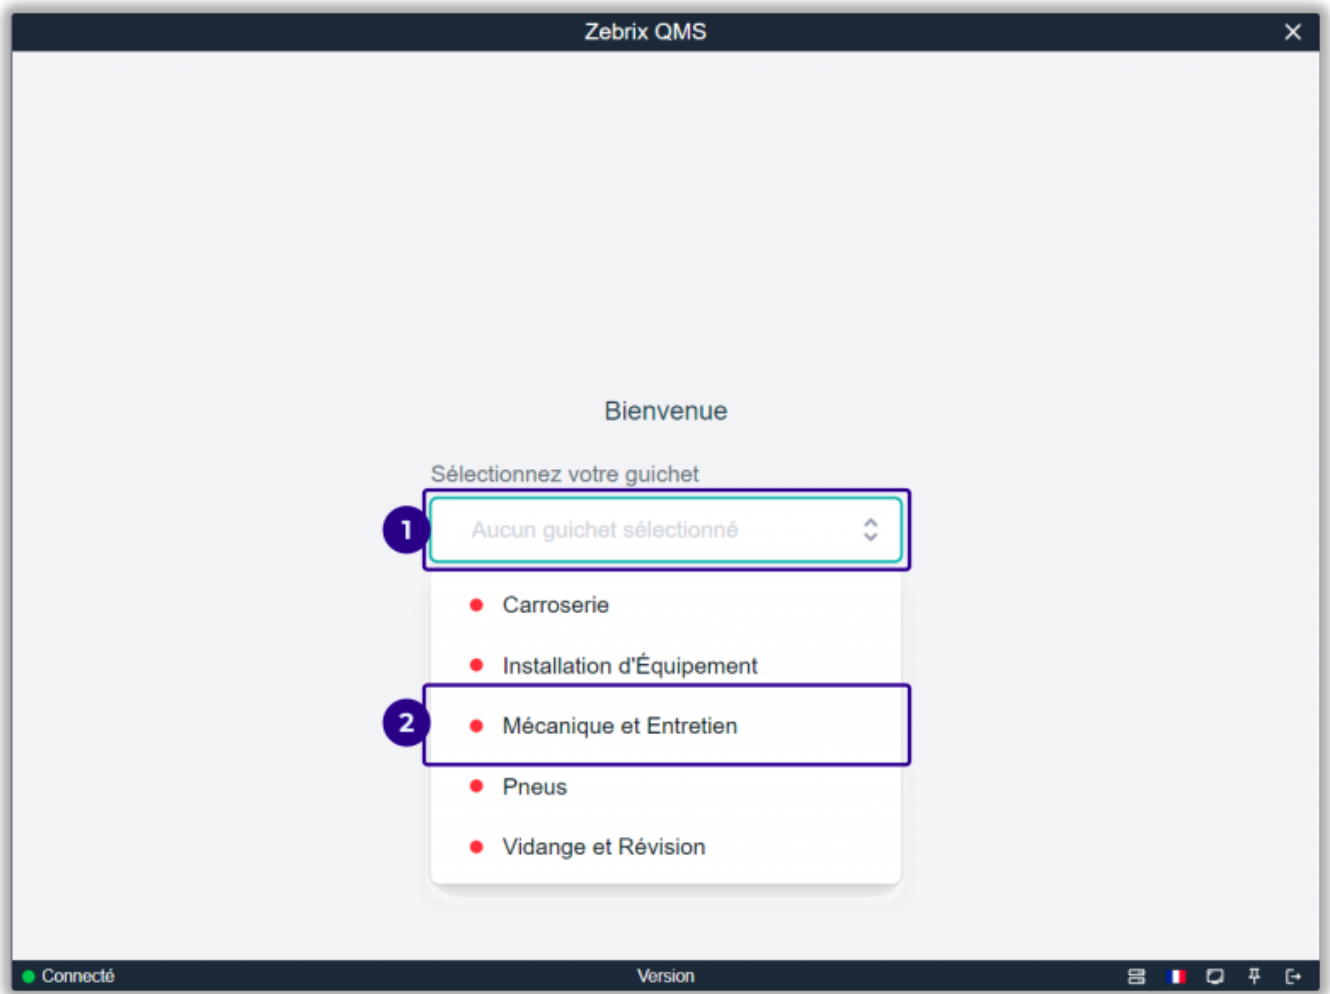 Zebrix QMS
Bienvenue
Sélectionnez votre guichet
1
Aucun guichet sélectionné
Carroserie
Installation d'Équipement
2
Mécanique et Entretien
Pneus
Vidange et Révision
Connecté
Version